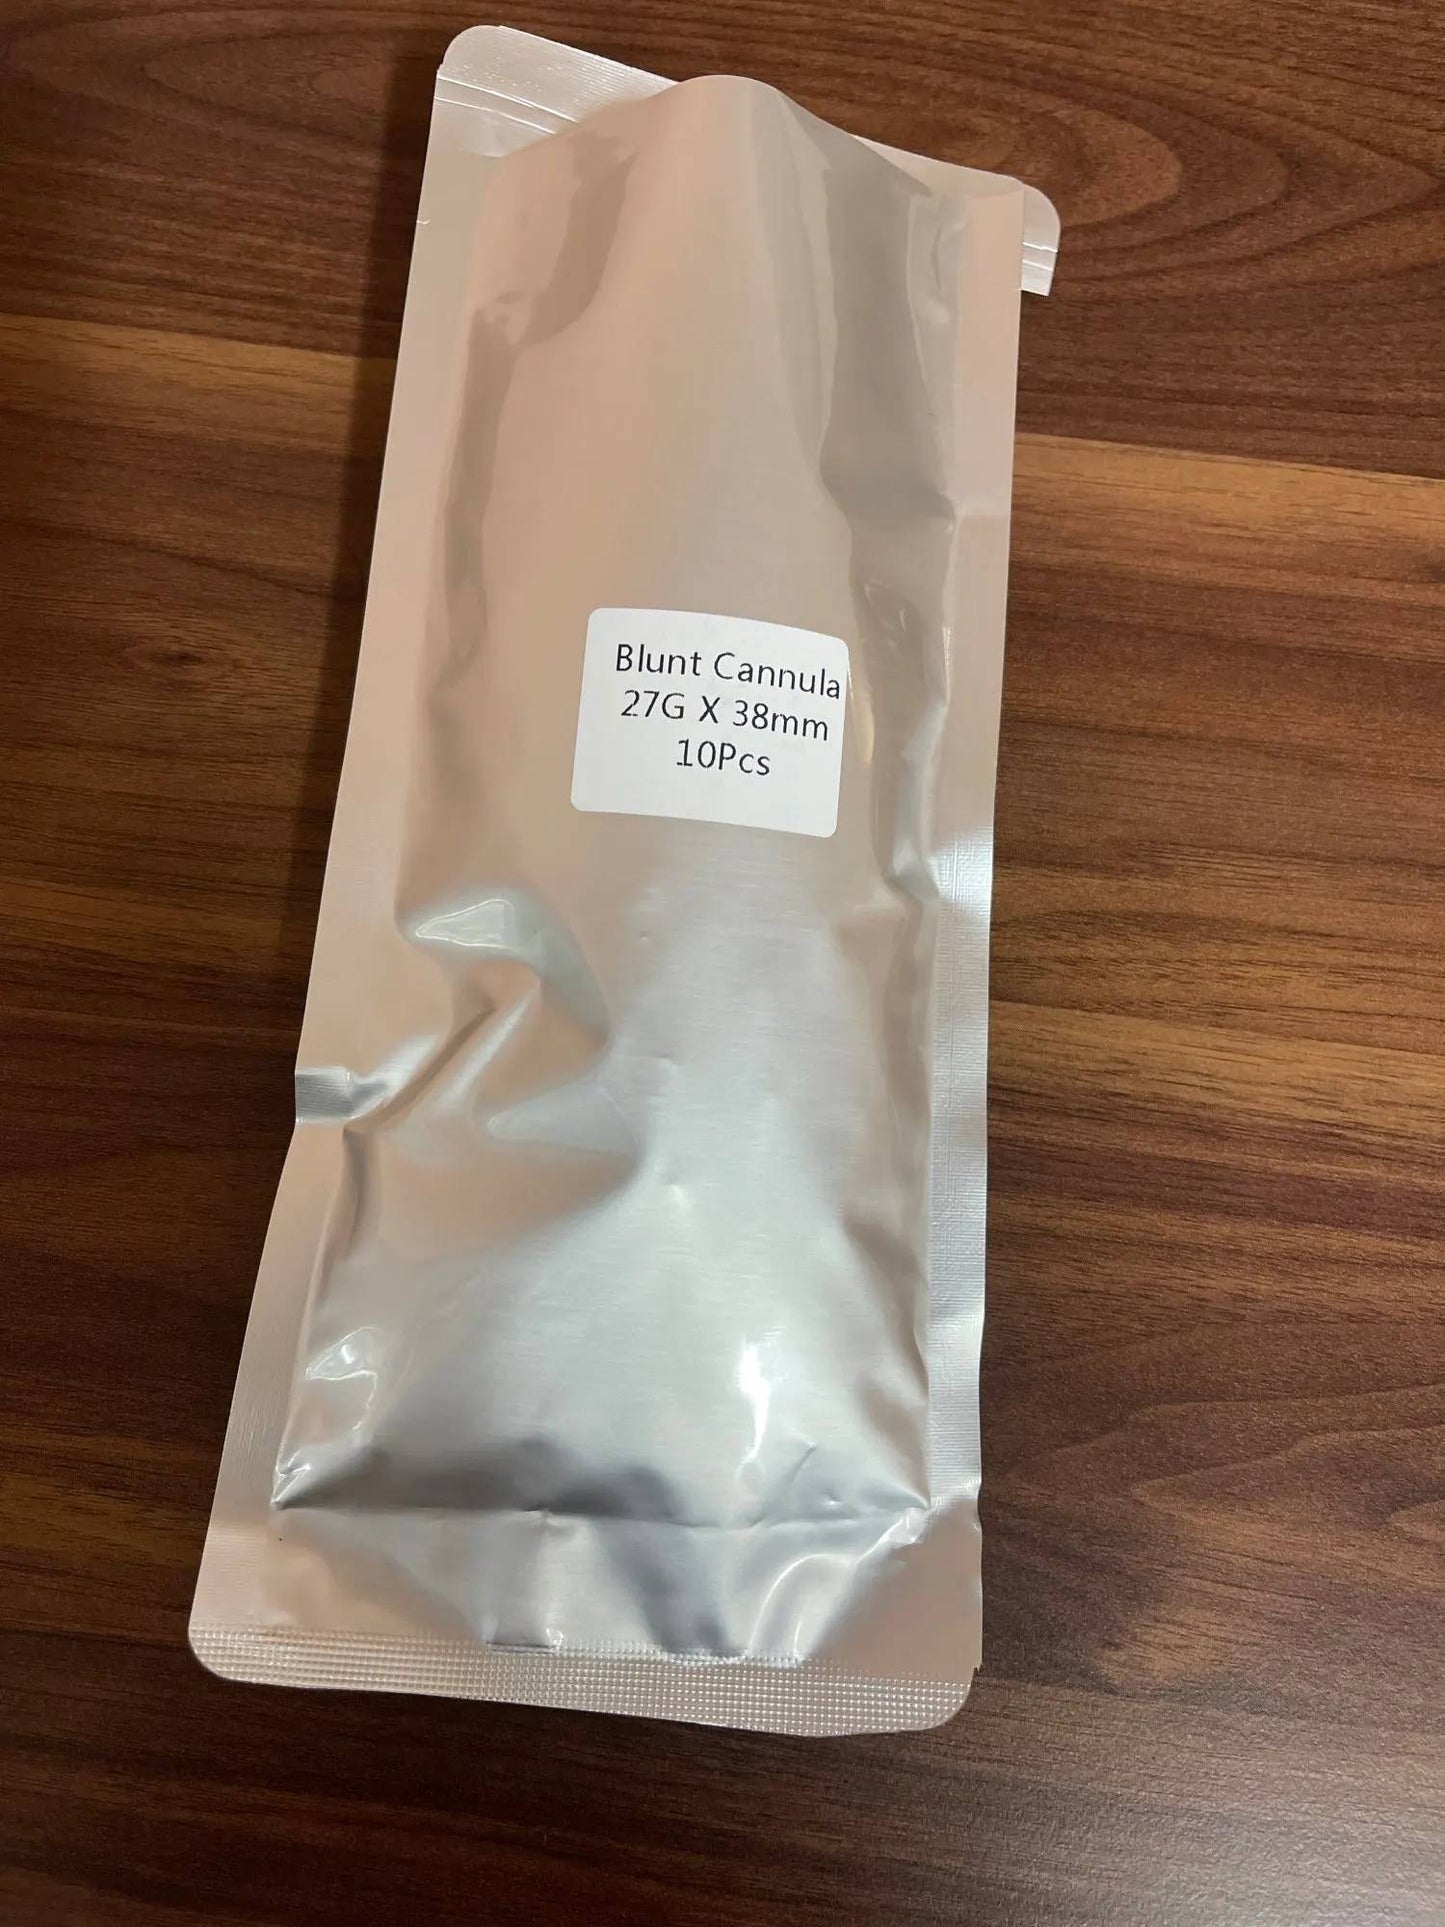 Blunt Cannula
27G X 38mm
10Pcs